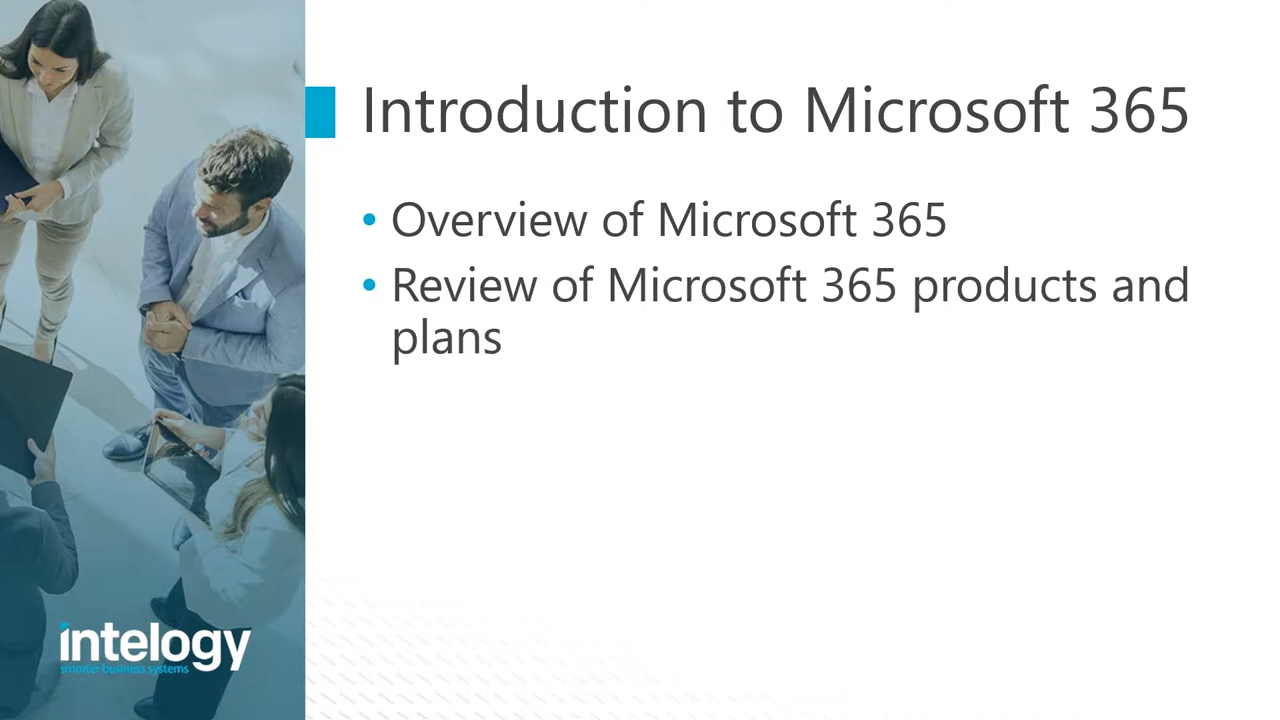 Introduction to Microsoft 365
• Overview of Microsoft 365
• Review of Microsoft 365 products and
plans
intelogy
smarter business systems